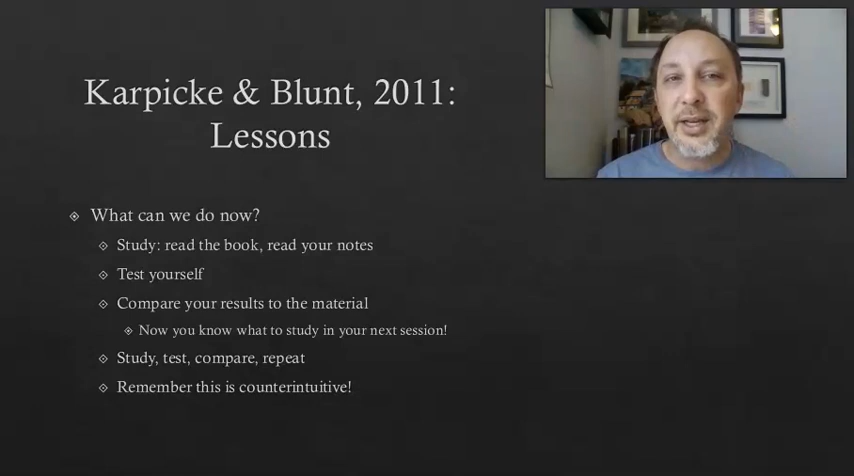 Karpicke & Blunt, 2011:
Lessons
What can we do now?
Study: read the book, read your notes
Test yourself
Compare your results to the material
Now you know what to study in your next session!
Study, test, compare, repeat
Remember this is counterintuitive!